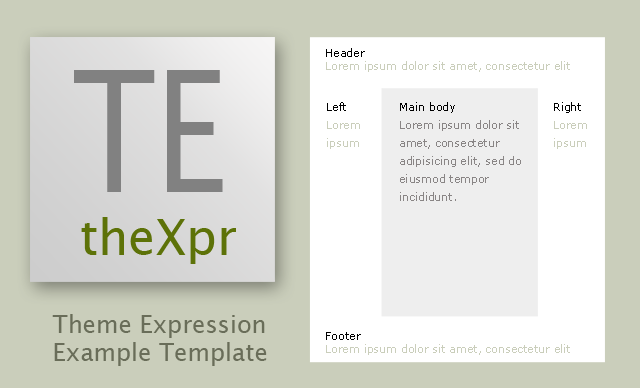 TE
theXpr
Theme Expression
Example Template
Header
Lorem ipsum dolor sit amet, consectetur elit
Left
Lorem
ipsum
Main body
Lorem ipsum dolor sit
amet, consectetur
adipisicing elit, sed do
eiusmod tempor
incididunt.
Right
Lorem
ipsum
Footer
Lorem ipsum dolor sit amet, consectetur elit